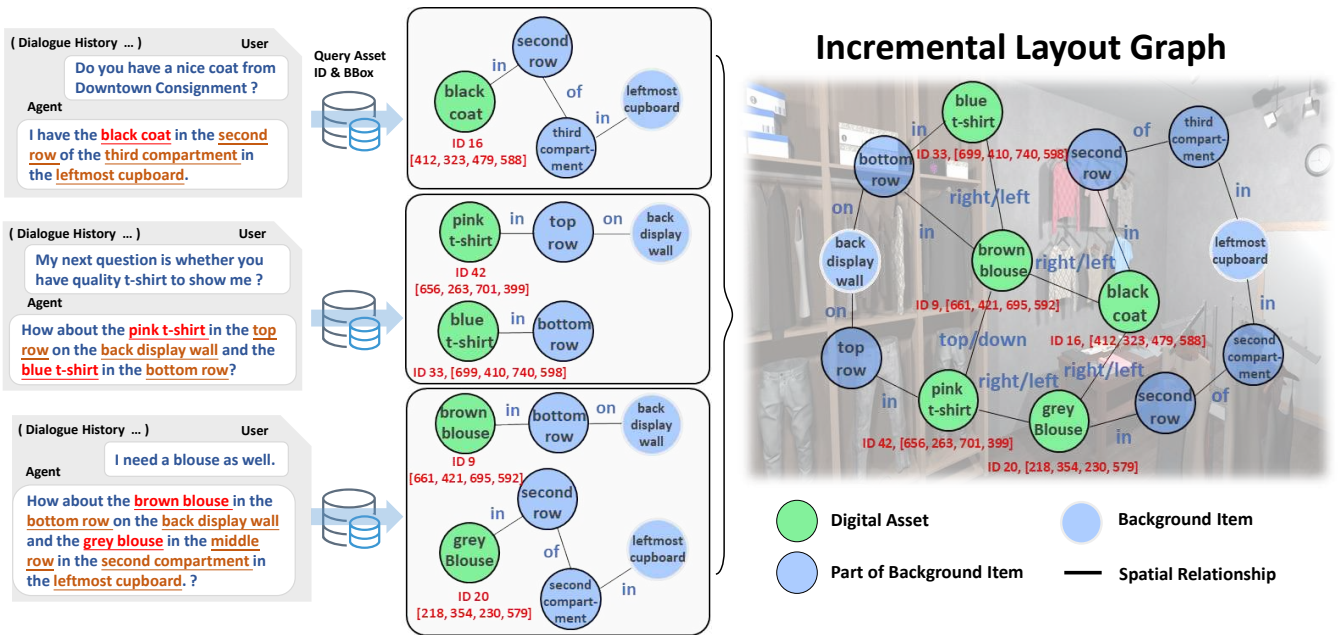 ( Dialogue History ... )
User
Do you have a nice coat from
Downtown Consignment ?
Agent
I have the black coat in the second
row of the third compartment in
the leftmost cupboard.
( Dialogue History ... )
User
My next question is whether you
have quality t-shirt to show me ?
Agent
How about the pink t-shirt in the top
row on the back display wall and the
blue t-shirt in the bottom row?
( Dialogue History ... )
User
I need a blouse as well.
Agent
How about the brown blouse in the
bottom row on the back display wall
and the grey blouse in the middle
row in the second compartment in
the leftmost cupboard. ?
Query Asset
ID & BBox
second
row
in
black
coat
of
leftmost
cupboard
in
third
compart-
ment
ID 16
[412, 323, 479, 588]
pink
t-shirt
in
top
row
on
back
display
wall
ID 42
[656, 263, 701, 399]
blue
t-shirt
in
bottom
row
ID 33, [699, 410, 740, 598]
brown
blouse
in
bottom
row
on
back
display
wall
ID 9
[661, 421, 695, 592]
second
row
in
grey
Blouse
of
leftmost
cupboard
in
second
compart-
ment
ID 20
[218, 354, 230, 579]
Incremental Layout Graph
blue
t-shirt
in
ID 33, [699, 410, 740, 598]
bottom
row
second
row
of
third
compart-
ment
right/left
on
in
in
in
back
display
wall
brown
blouse
right/left
leftmost
cupboard
ID 9, [661, 421, 695, 592]
black
coat
on
in
top/down
ID 16, [412, 323, 479, 588]
top
row
second
compart-
ment
right/left
right/left
in
pink
t-shirt
grey
Blouse
second
row
of
in
ID 42, [656, 263, 701, 399]
ID 20, [218, 354, 230, 579]
Digital Asset
Background Item
Part of Background Item
Spatial Relationship